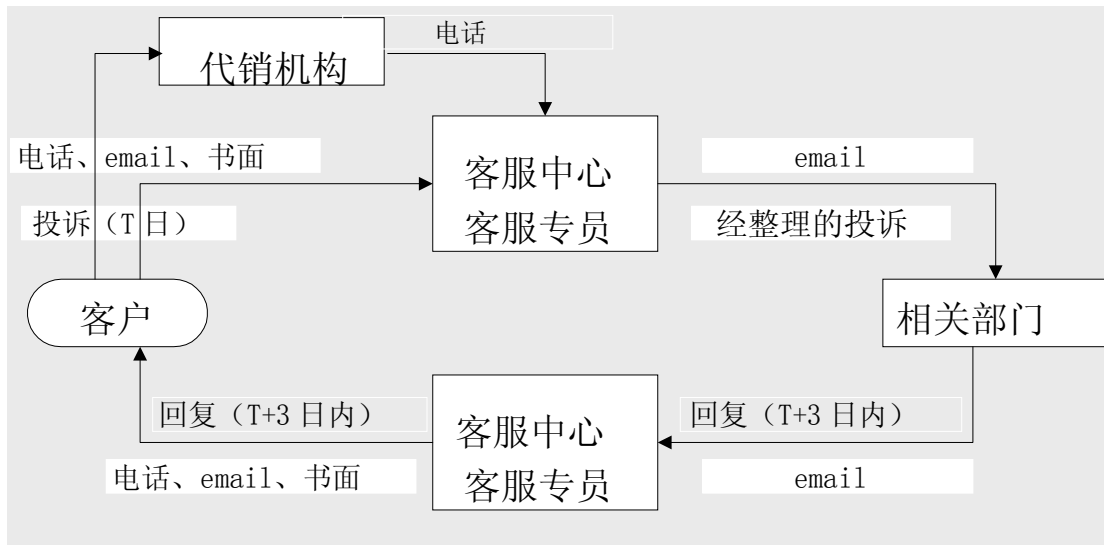 电话
代销机构
电话、email、书面
客服中心
email
客服专员
投诉（T日）
经整理的投诉
客户
相关部门
回复（T+3 日内）
客服中心
回复（T+3 日内）
电话、email、书面
客服专员
email